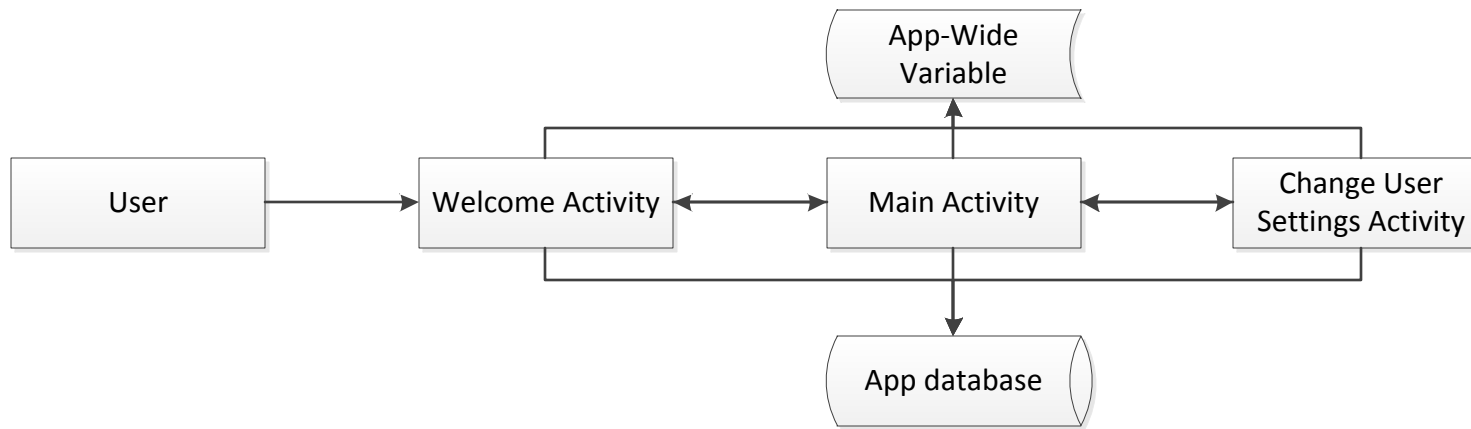 App-Wide
Variable
User
Welcome Activity
Main Activity
Change User
Settings Activity
App database